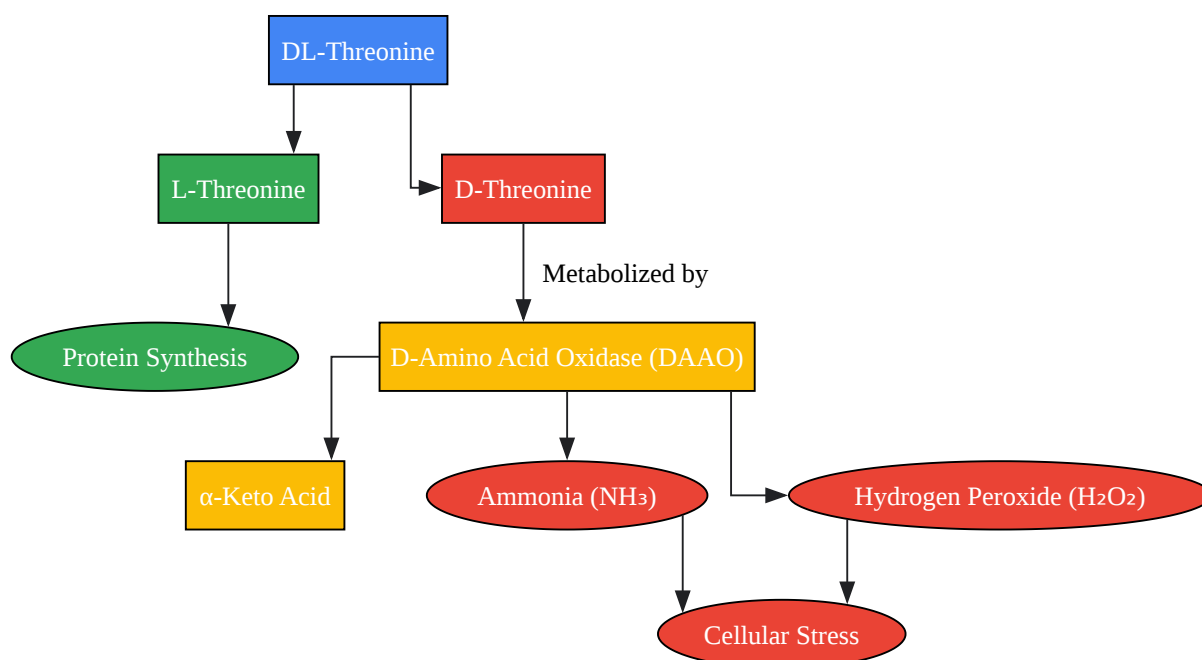 DL-Threonine
L-Threonine
D-Threonine
Metabolized by
Protein Synthesis
D-Amino Acid Oxidase (DAAO)
α-Keto Acid
Ammonia (NH₃)
Hydrogen Peroxide (H₂O₂)
Cellular Stress